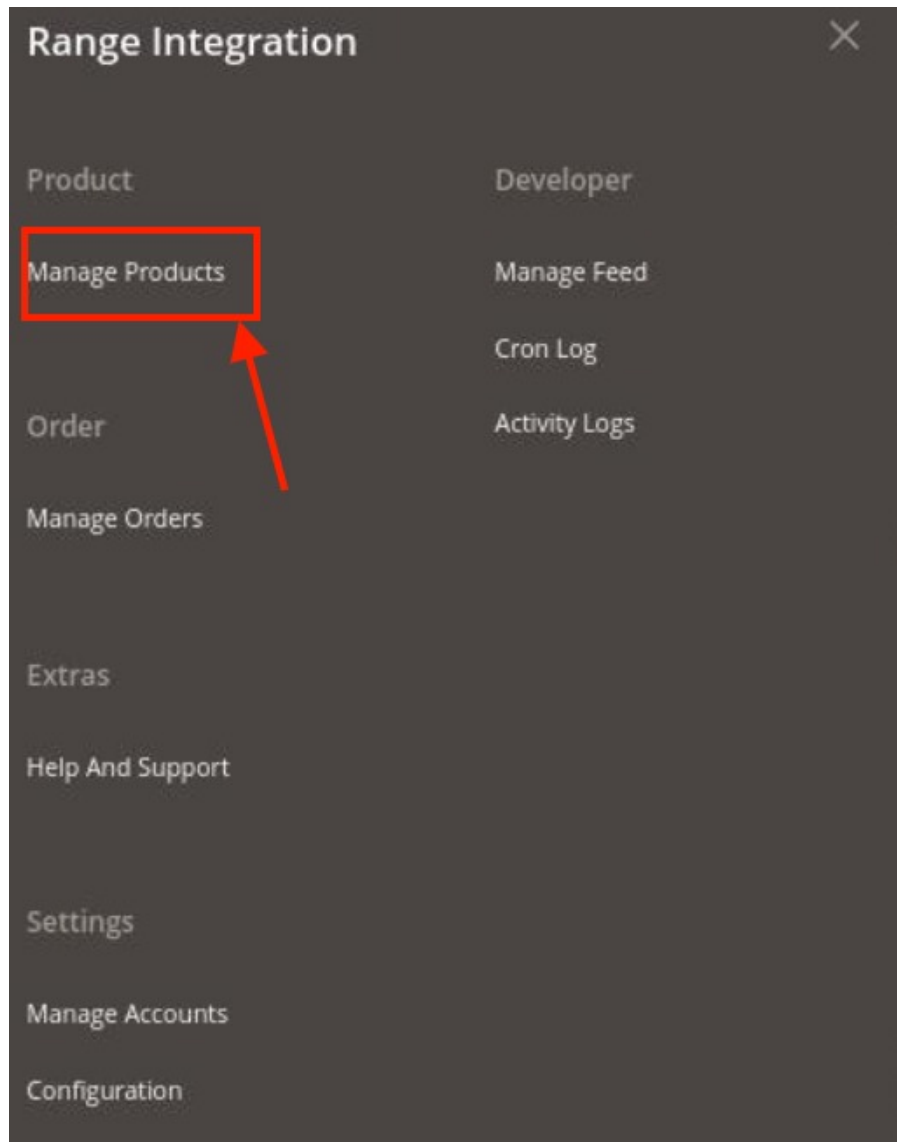 Range Integration
Product
Manage Products
Order
Manage Orders
Extras
Help And Support
Settings
Manage Accounts
Configuration
Developer
Manage Feed
Cron Log
Activity Logs